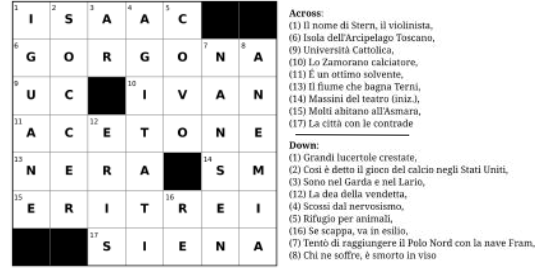 1 I 2 S 3 A 4 A 5 C
6 G O R G O 7 N 8 A
9 U C 10 I V A N
11 A C 12 E T O N E
13 N E R A 14 S M
15 E R I T 16 R E I
17 S I E N A
Across:
(1) Il nome di Stern, il violinista,
(6) Isola dell'Arcipelago Toscano,
(9) Università Cattolica,
(10) Lo Zamorano calciatore,
(11) É un ottimo solvente,
(13) Il fiume che bagna Terni,
(14) Massini del teatro (iniz.),
(15) Molti abitano all'Asmara,
(17) La città con le contrade
Down:
(1) Grandi lucertole crestate,
(2) Così è detto il gioco del calcio negli Stati Uniti,
(3) Sono nel Garda e nel Lario,
(12) La dea della vendetta,
(4) Scossi dal nervosismo,
(5) Rifugio per animali,
(16) Se scappa, va in esilio,
(7) Tentò di raggiungere il Polo Nord con la nave Fram,
(8) Chi ne soffre, è smorto in viso